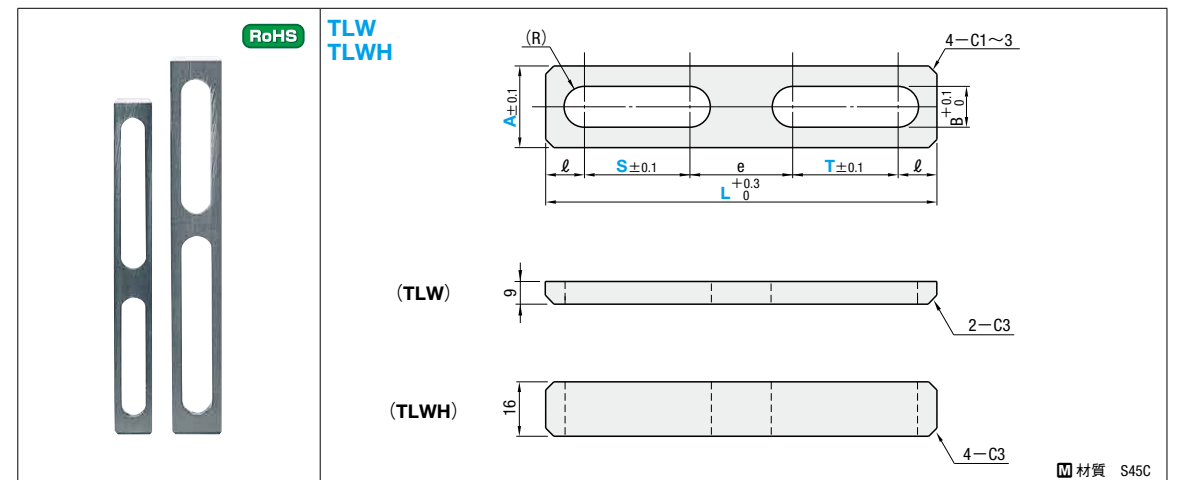 RoHS
TLW
TLWH
(R)
4－C1～3
A±0.1
B +0.1 0
ℓ
S±0.1
e
T±0.1
ℓ
L +0.3 0
(TLW)
9
2－C3
(TLWH)
16
4－C3
M 材質 S45C